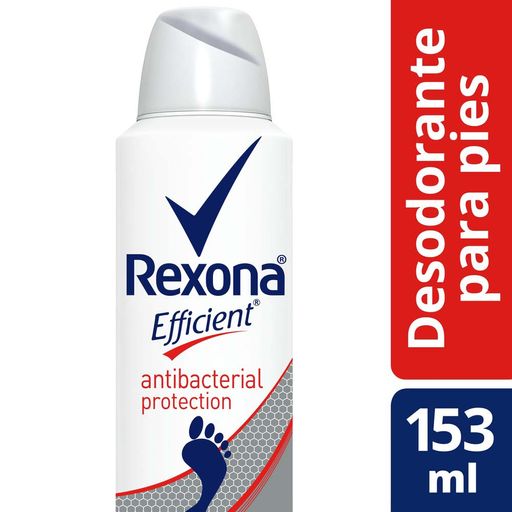 Rexona®
Efficient®
antibacterial
protection
Desodorante
para pies
153
ml